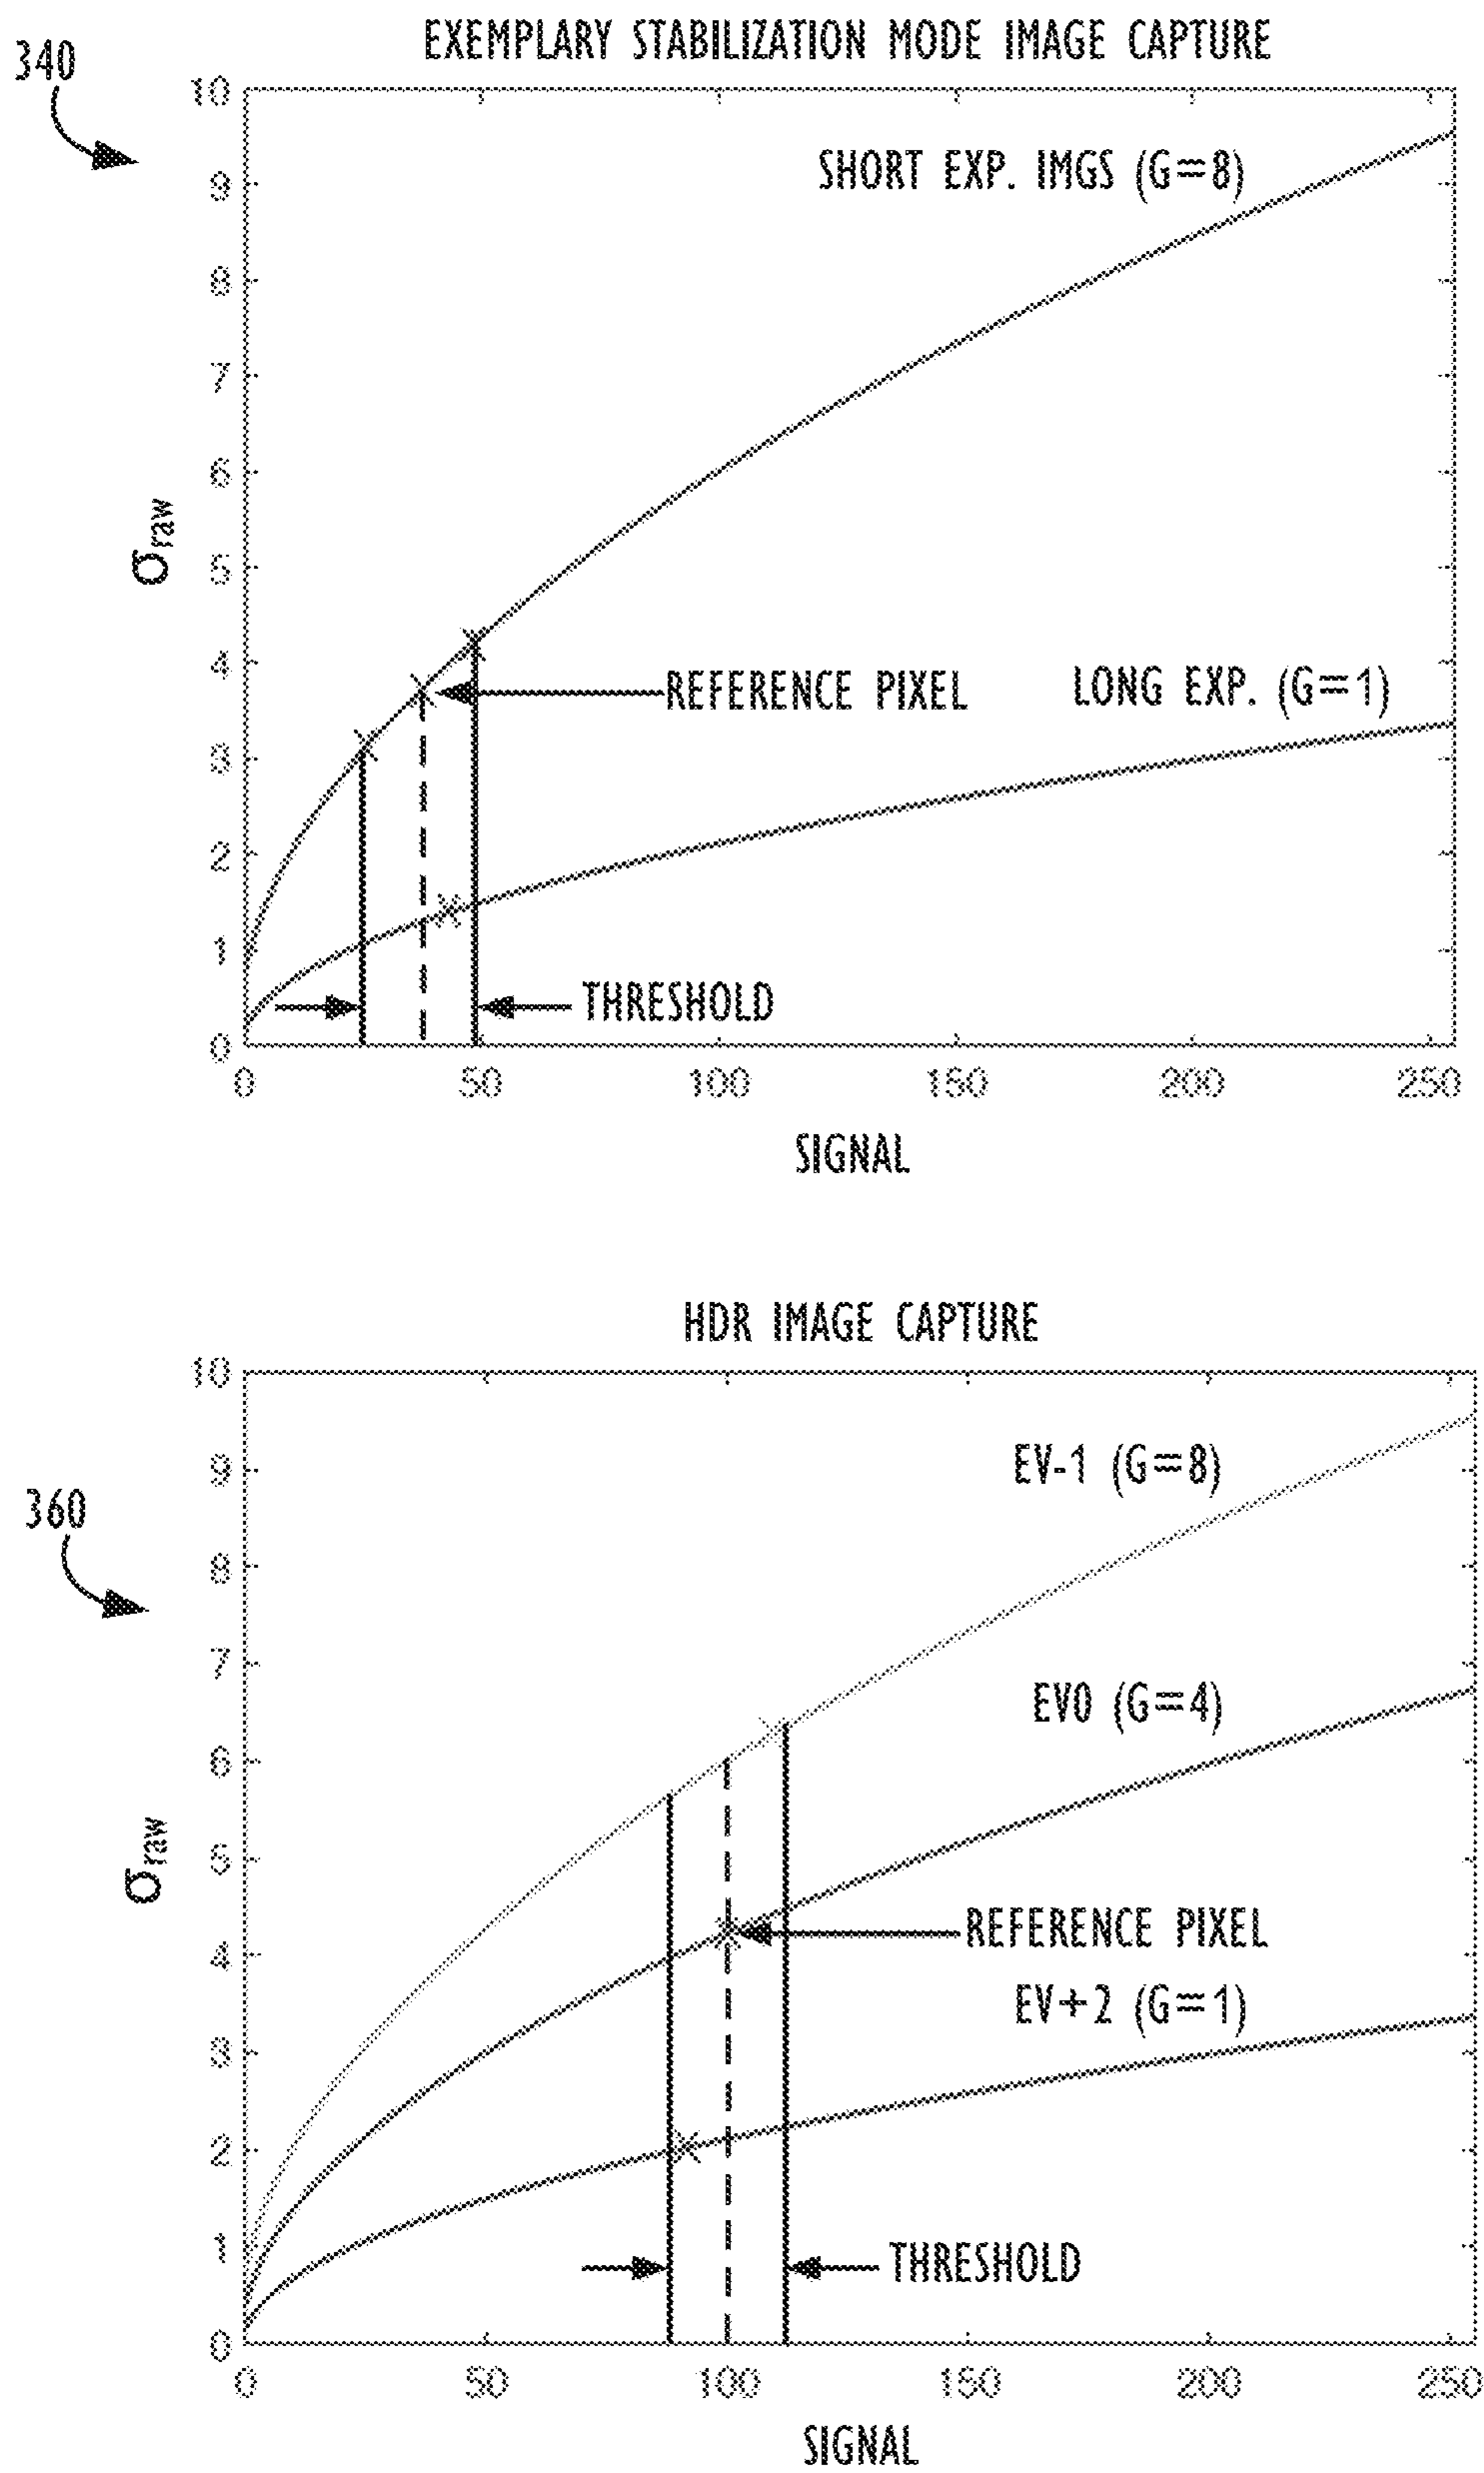 EXEMPLARY STABILIZATION MODE IMAGE CAPTURE
340
10
SHORT EXP. IMGS (G=8)
9
8
7
6
σraw
5
4
REFERENCE PIXEL
LONG EXP. (G=1)
3
2
1
THRESHOLD
0
0 50 100 150 200 250
SIGNAL
HDR IMAGE CAPTURE
10
EV-1 (G=8)
9
360
8
7
EV0 (G=4)
6
σraw
5
REFERENCE PIXEL
4
EV+2 (G=1)
3
2
THRESHOLD
1
0
0 50 100 150 200 250
SIGNAL